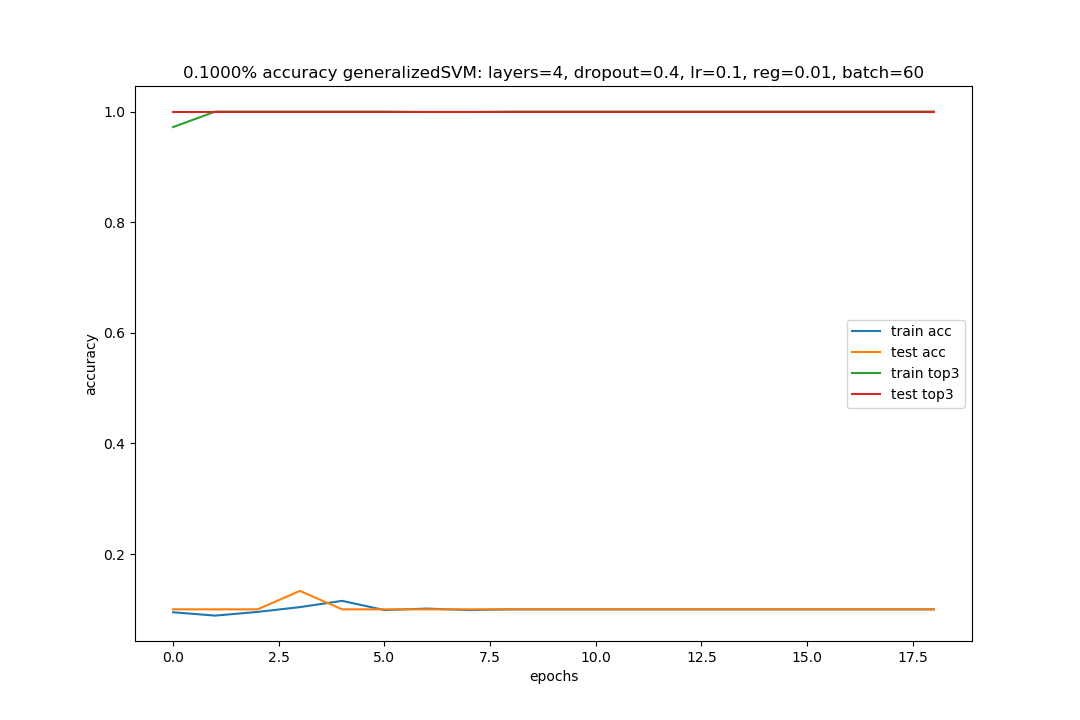 0.1000% accuracy generalizedSVM: layers=4, dropout=0.4, lr=0.1, reg=0.01, batch=60
1.0
0.8
0.6
0.4
0.2
accuracy
train acc
test acc
train top3
test top3
0.0 2.5 5.0 7.5 10.0 12.5 15.0 17.5
epochs